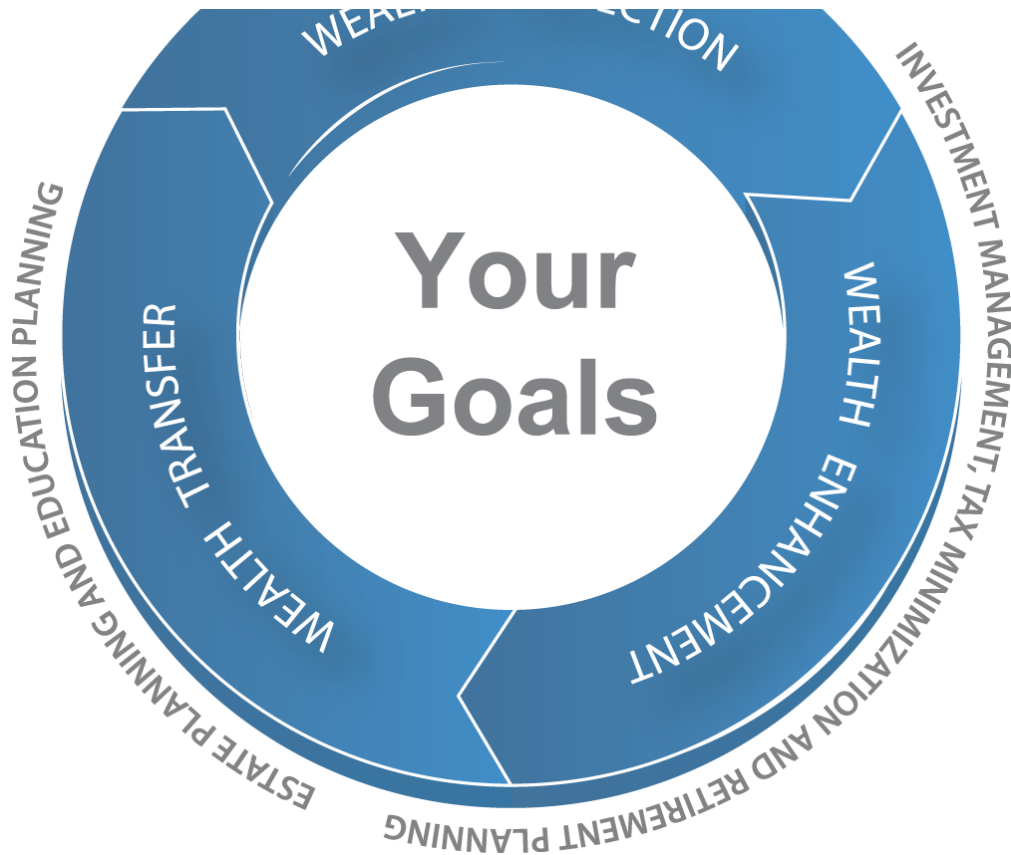 INVESTMENT MANAGEMENT, TAX MINIMIZATION AND RETIREMENT PLANNING
WEALTH ENHANCEMENT
Your
Goals
WEALTH TRANSFER
ESTATE PLANNING AND EDUCATION PLANNING